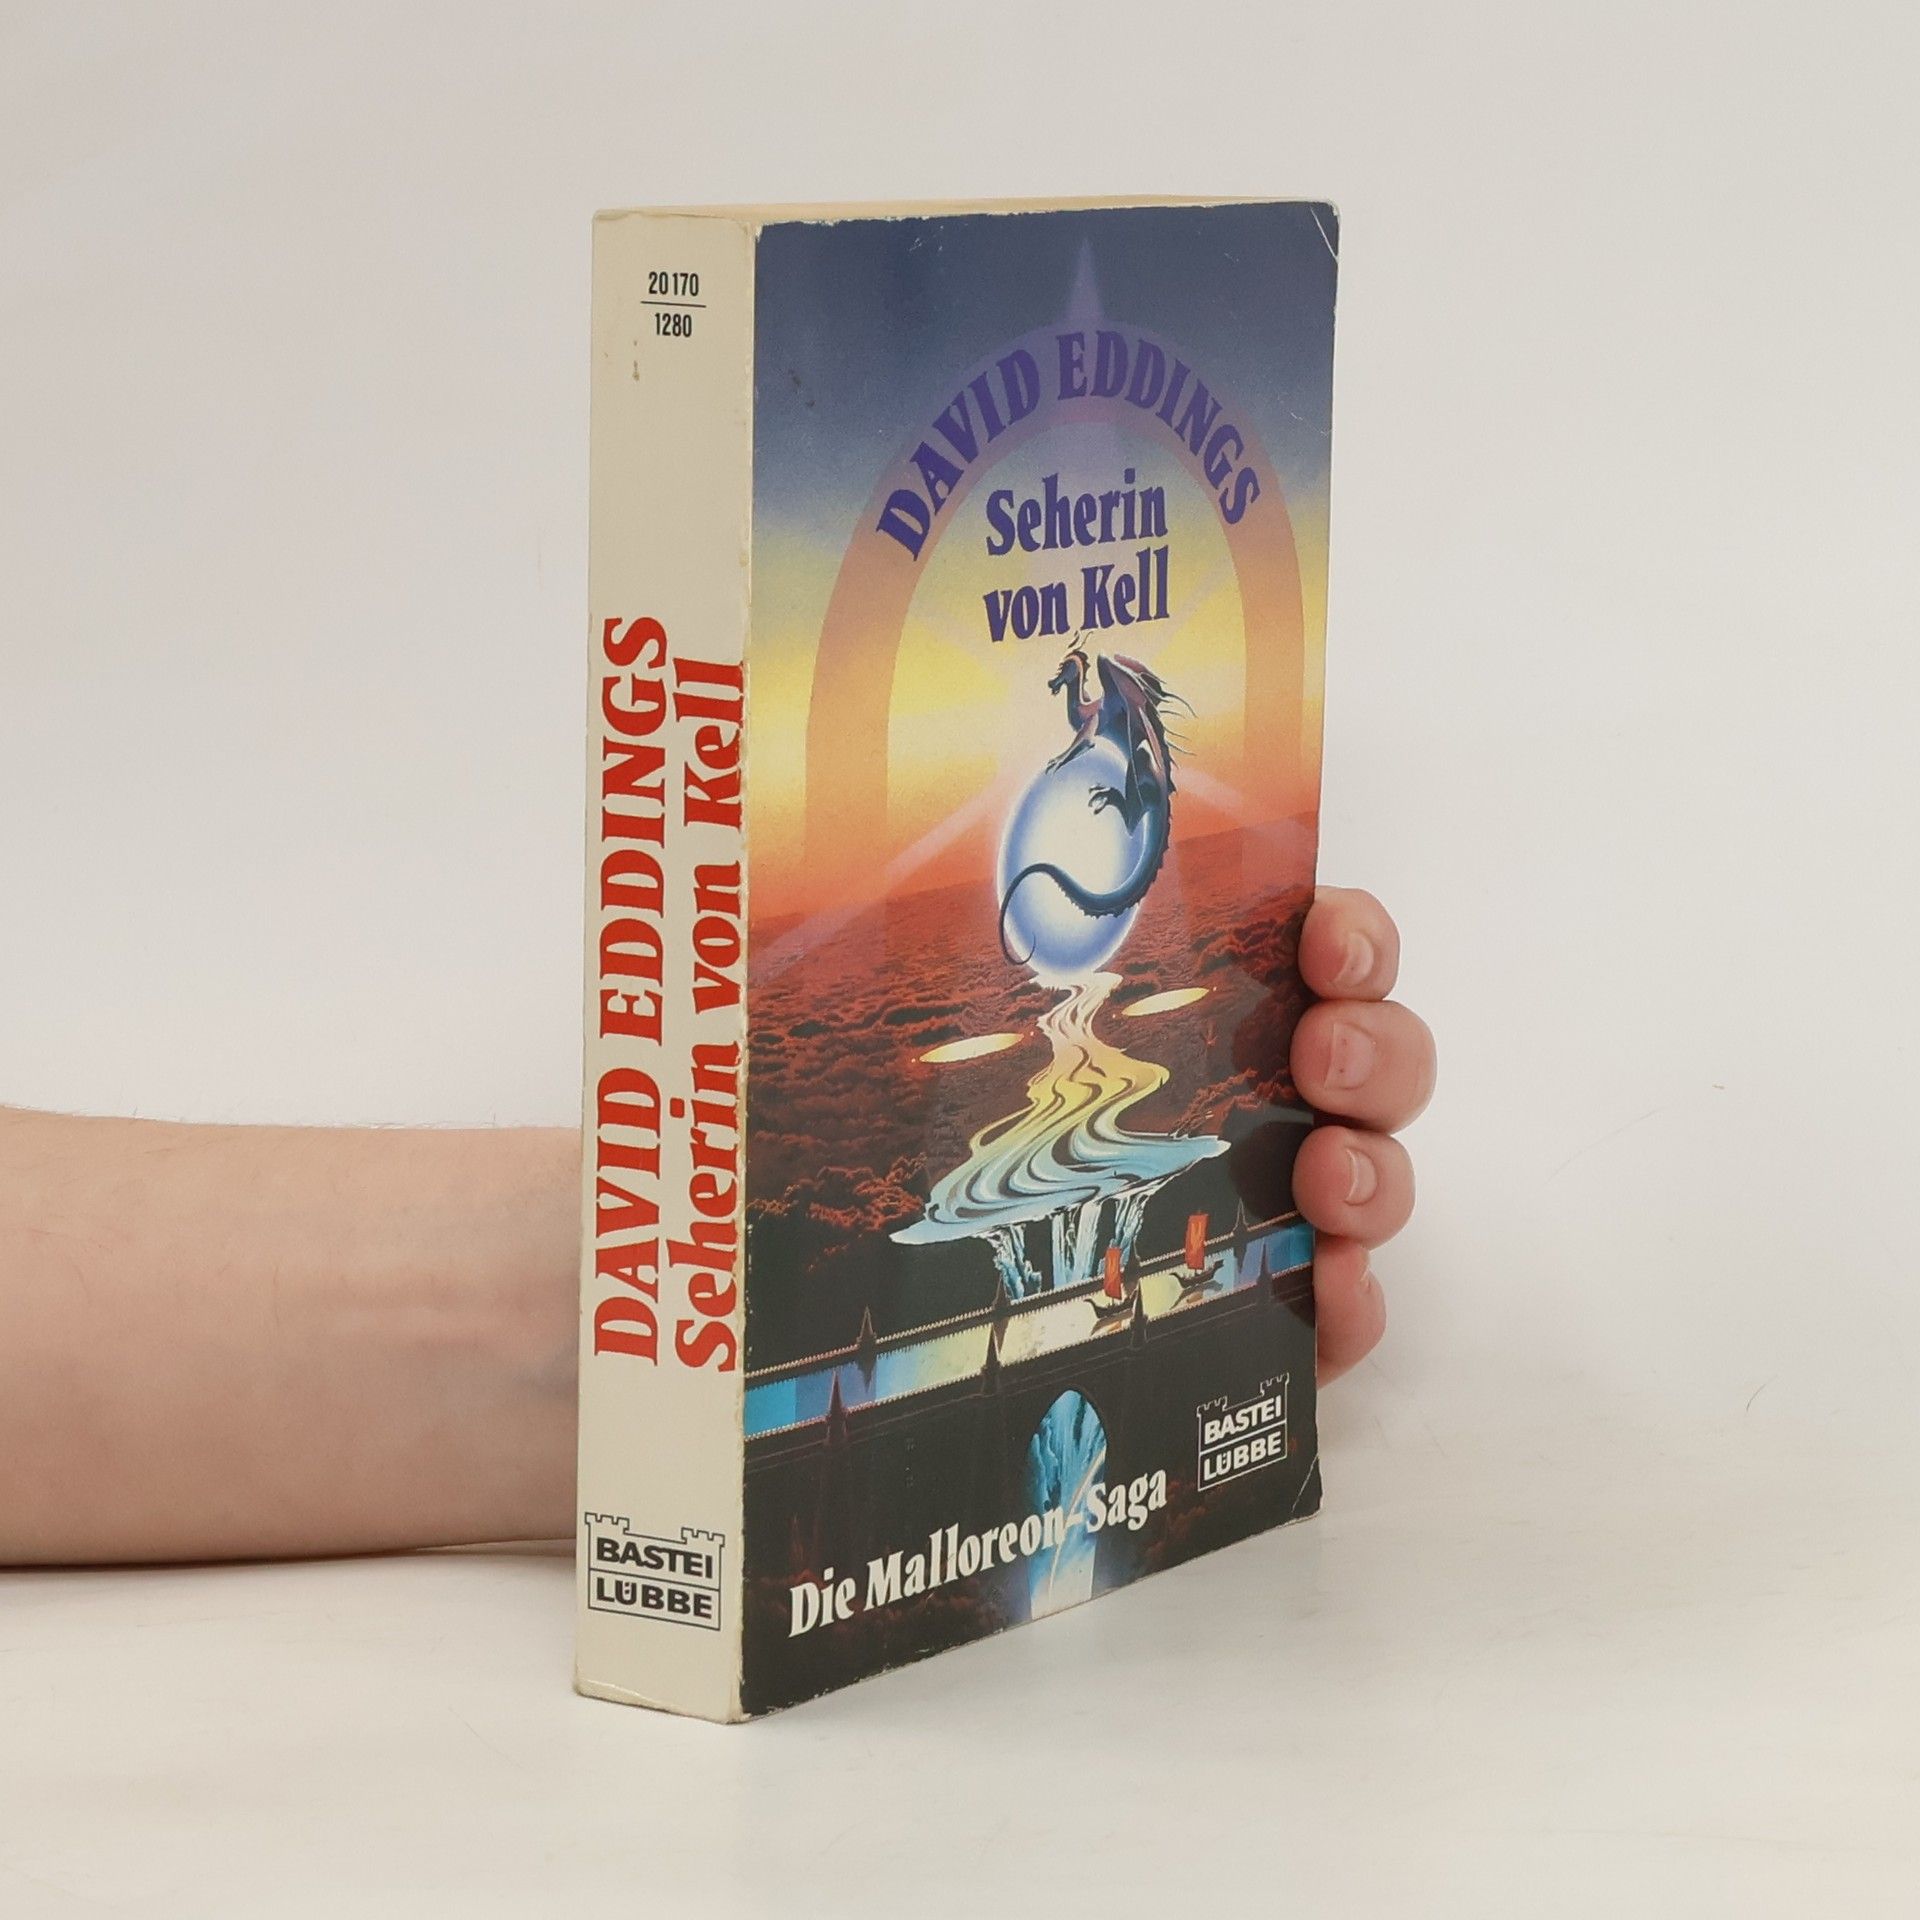 20170
1280
DAVID EDDINGS
Seherin von Kell
BASTEI
LÜBBE
DAVID EDDINGS
Seherin
von Kell
BASTEI
LÜBBE
Die Malloreon-Saga